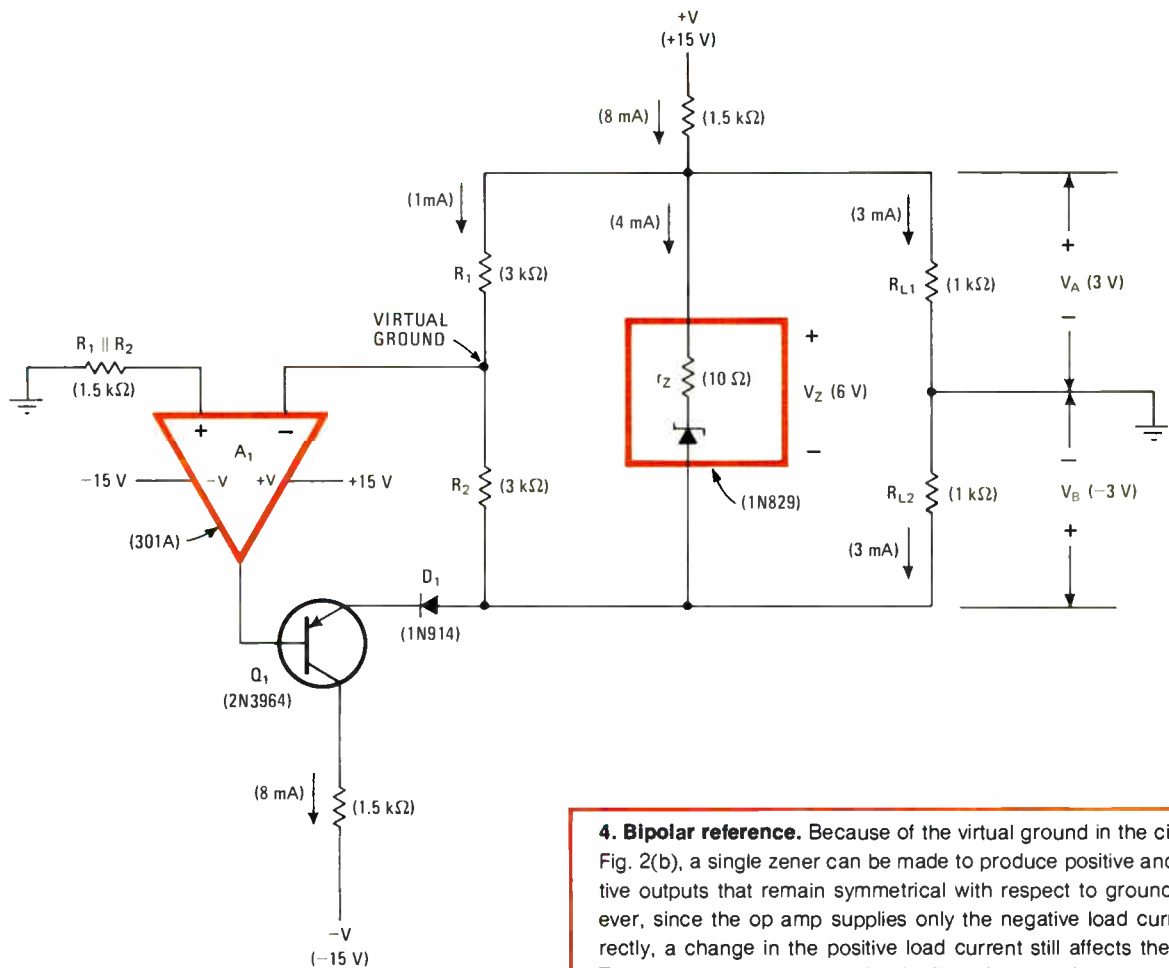 +V
(+15 V)
(8 mA)
(1.5 kΩ)
(1mA)
(4 mA)
(3 mA)
R1 (3 kΩ)
RL1 (1 kΩ)
+
VA (3 V)
−
VIRTUAL
GROUND
R1 || R2
(1.5 kΩ)
+
−
A1
−15 V
−V
+V
+15 V
(301A)
rZ (10 Ω)
+
VZ (6 V)
−
(1N829)
R2 (3 kΩ)
RL2 (1 kΩ)
−
VB (−3 V)
+
(3 mA)
D1
(1N914)
Q1
(2N3964)
(8 mA)
(1.5 kΩ)
−V
(−15 V)
4. Bipolar reference. Because of the virtual ground in the ci
Fig. 2(b), a single zener can be made to produce positive and
tive outputs that remain symmetrical with respect to ground
ever, since the op amp supplies only the negative load curr
rectly, a change in the positive load current still affects the